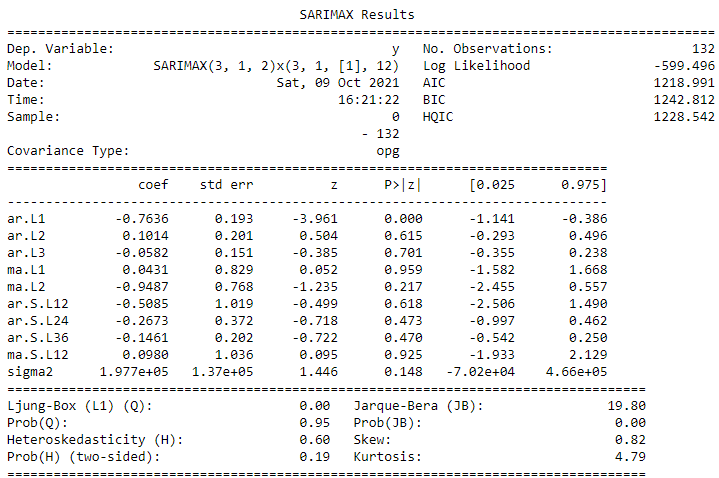 SARIMAX Results
==========================================================================================
Dep. Variable:                                  y   No. Observations:                  132
Model:             SARIMAX(3, 1, 2)x(3, 1, [1], 12)   Log Likelihood                -599.496
Date:                            Sat, 09 Oct 2021   AIC                           1218.991
Time:                                    16:21:22   BIC                           1242.812
Sample:                                         0   HQIC                          1228.542
- 132
Covariance Type:                              opg
==============================================================================
coef    std err          z      P>|z|      [0.025      0.975]
------------------------------------------------------------------------------
ar.L1         -0.7636      0.193     -3.961      0.000      -1.141      -0.386
ar.L2          0.1014      0.201      0.504      0.615      -0.293       0.496
ar.L3         -0.0582      0.151     -0.385      0.701      -0.355       0.238
ma.L1          0.0431      0.829      0.052      0.959      -1.582       1.668
ma.L2         -0.9487      0.768     -1.235      0.217      -2.455       0.557
ar.S.L12      -0.5085      1.019     -0.499      0.618      -2.506       1.490
ar.S.L24      -0.2673      0.372     -0.718      0.473      -0.997       0.462
ar.S.L36      -0.1461      0.202     -0.722      0.470      -0.542       0.250
ma.S.L12       0.0980      1.036      0.095      0.925      -1.933       2.129
sigma2      1.977e+05   1.37e+05      1.446      0.148   -7.02e+04    4.66e+05
===================================================================================
Ljung-Box (L1) (Q):                   0.00   Jarque-Bera (JB):                19.80
Prob(Q):                              0.95   Prob(JB):                         0.00
Heteroskedasticity (H):               0.60   Skew:                             0.82
Prob(H) (two-sided):                  0.19   Kurtosis:                         4.79
===================================================================================